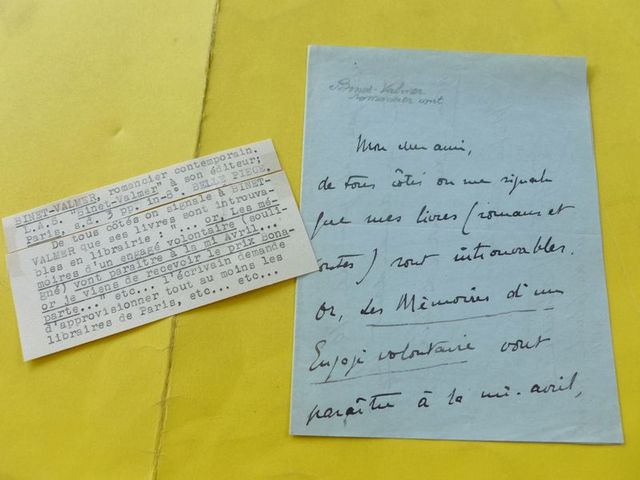 BINET-VALMER, romancier contemporain.
L.A.S. "Binet-Valmer" à son éditeur;
Paris, s.d. 3 pp. in-8°. BELLE PIECE.
De tous côtés on signale à BINET-
VALMER que ses livres sont introuva-
bles en librairie : "... or, Les mé-
moires d'un engagé volontaire (souli-
gné) vont paraître à la mi avril...
or je viens de recevoir le prix Bona-
parte..." etc... l'écrivain demande
d'approvisionner tout au moins les
libraires de Paris, etc... etc...
Binet-Valmer
romancier cont
Mon cher ami,
de tous côtés on me signale
que mes livres (romans et
contes) sont introuvables.
Or, Les Mémoires d'un
Engagé volontaire vont
paraître à la mi-avril,